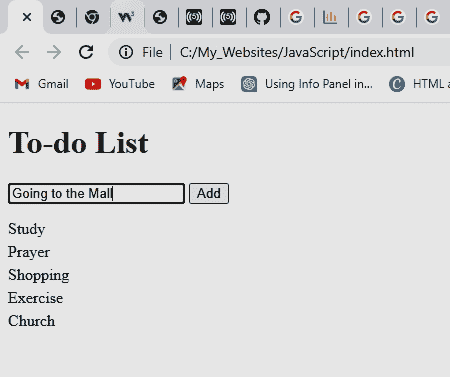 File C:/My_Websites/JavaScript/index.html
Gmail YouTube Maps Using Info Panel in... HTML a
To-do List
Going to the Mall Add
Study
Prayer
Shopping
Exercise
Church